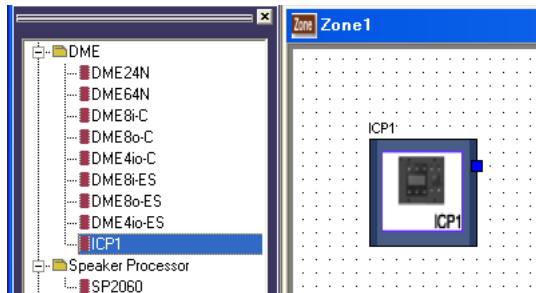 DME
DME24N
DME64N
DME8i-C
DME8o-C
DME4io-C
DME8i-ES
DME8o-ES
DME4io-ES
ICP1
Speaker Processor
SP2060
Zone Zone1
ICP1
ICP1